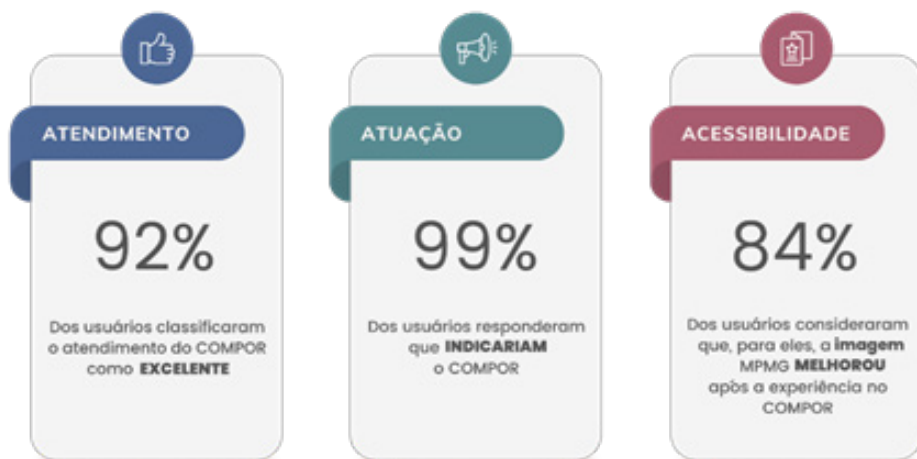 ATENDIMENTO
92%
Dos usuários classificaram
o atendimento do COMPOR
como EXCELENTE
ATUAÇÃO
99%
Dos usuários responderam
que INDICARIAM
o COMPOR
ACESSIBILIDADE
84%
Dos usuários consideraram
que, para eles, a imagem
MPMG MELHOROU
após a experiência no
COMPOR